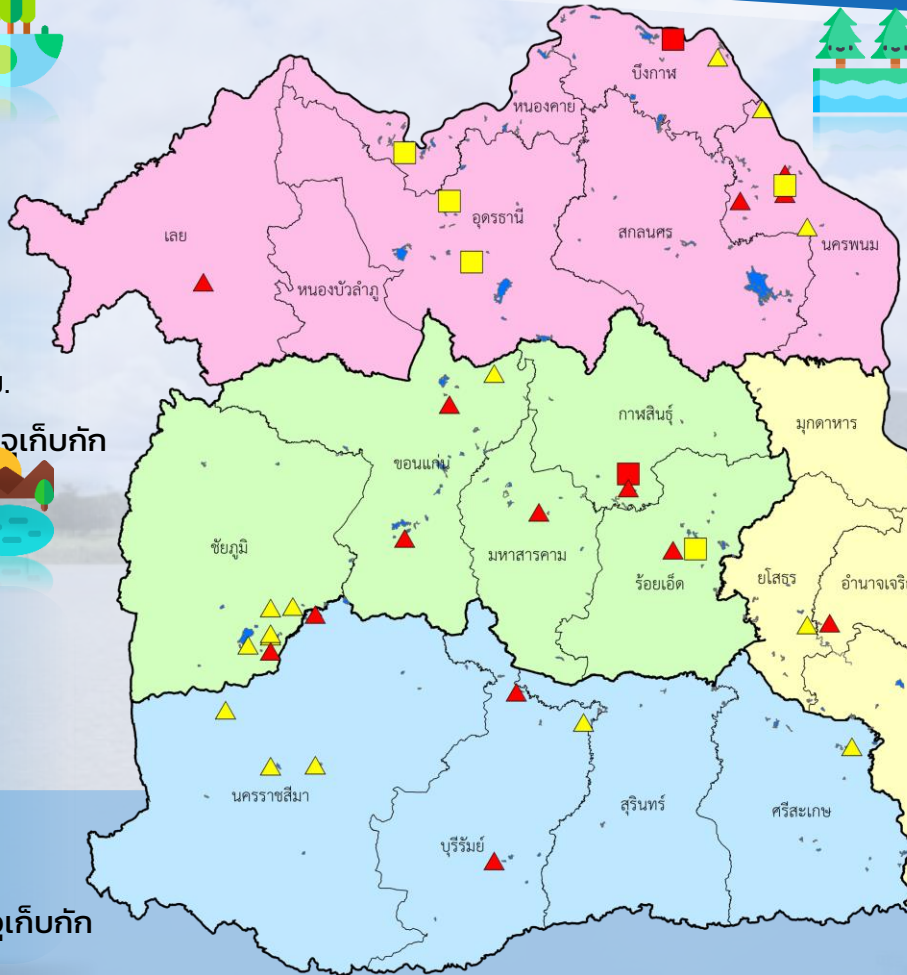 บึงกาฬ
หนองคาย
อุดรธานี
สกลนคร
นครพนม
เลย
หนองบัวลำภู
ม.
จุเก็บกัก
กาฬสินธุ์
มุกดาหาร
ขอนแก่น
ชัยภูมิ
มหาสารคาม
ร้อยเอ็ด
ยโสธร
อำนาจเจริ
นครราชสีมา
สุรินทร์
ศรีสะเกษ
บุรีรัมย์
จุเก็บกัก